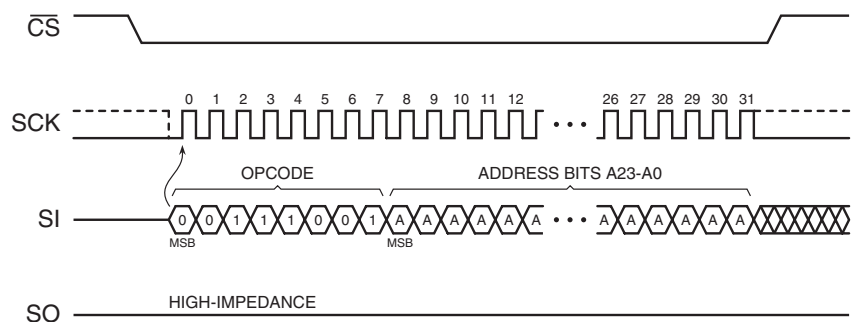 CS
0 1 2 3 4 5 6 7 8 9 10 11 12 26 27 28 29 30 31
SCK
OPCODE ADDRESS BITS A23-A0
SI 0 0 1 1 1 0 0 1 A A A A A A A A A A A A
MSB MSB
HIGH-IMPEDANCE
SO